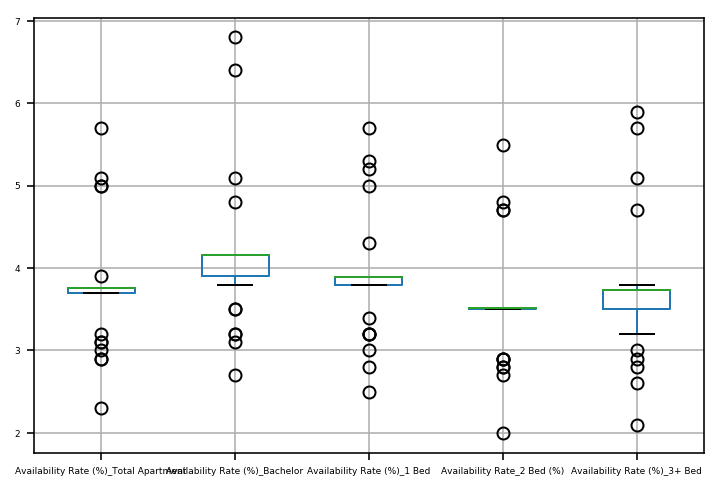 7
6
5
4
3
2
Availability Rate (%)_Total Apartment
Availability Rate (%)_Bachelor
Availability Rate (%)_1 Bed
Availability Rate_2 Bed (%)
Availability Rate (%)_3+ Bed